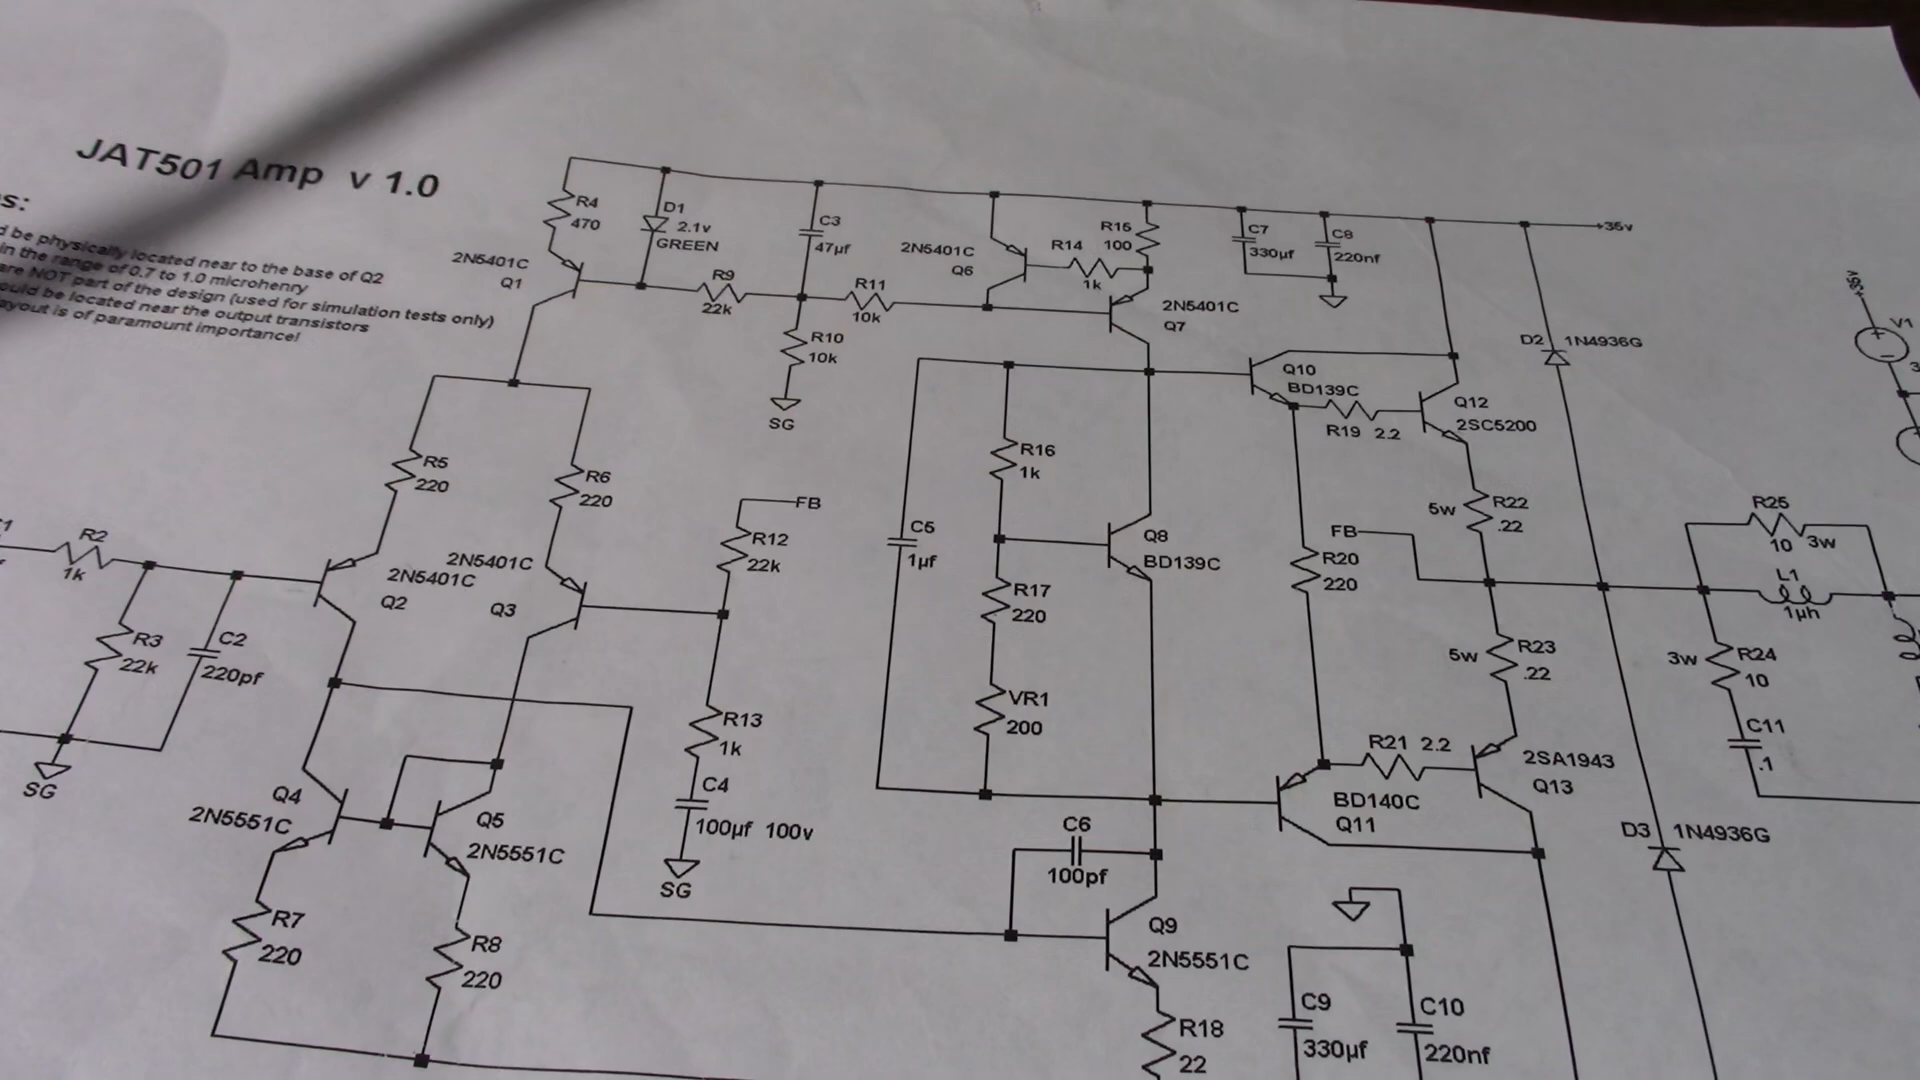 JAT501 Amp v 1.0
s:
d be physically located near to the base of Q2
in the range of 0.7 to 1.0 microhenry
are NOT part of the design (used for simulation tests only)
ould be located near the output transistors
ayout is of paramount importance!
R4
470
D1
2.1v
GREEN
2N5401C
Q1
C3
47µf
R9
22k
R11
10k
R10
10k
SG
2N5401C
Q6
R14
1k
R15
100
2N5401C
Q7
C7
330µf
C8
220nf
+35v
D2
1N4936G
+35v
V1
Q10
BD139C
R19 2.2
Q12
2SC5200
R5
220
R6
220
FB
R12
22k
R16
1k
C5
1µf
Q8
BD139C
R17
220
VR1
200
R20
220
FB
5w
R22
.22
5w
R23
.22
R25
10 3w
L1
1µh
3w
R24
10
C11
.1
R2
1k
2N5401C
Q2
2N5401C
Q3
R3
22k
C2
220pf
SG
R13
1k
C4
100µf 100v
SG
Q4
2N5551C
Q5
2N5551C
R7
220
R8
220
C6
100pf
Q9
2N5551C
R18
22
R21 2.2
BD140C
Q11
2SA1943
Q13
D3
1N4936G
C9
330µf
C10
220nf